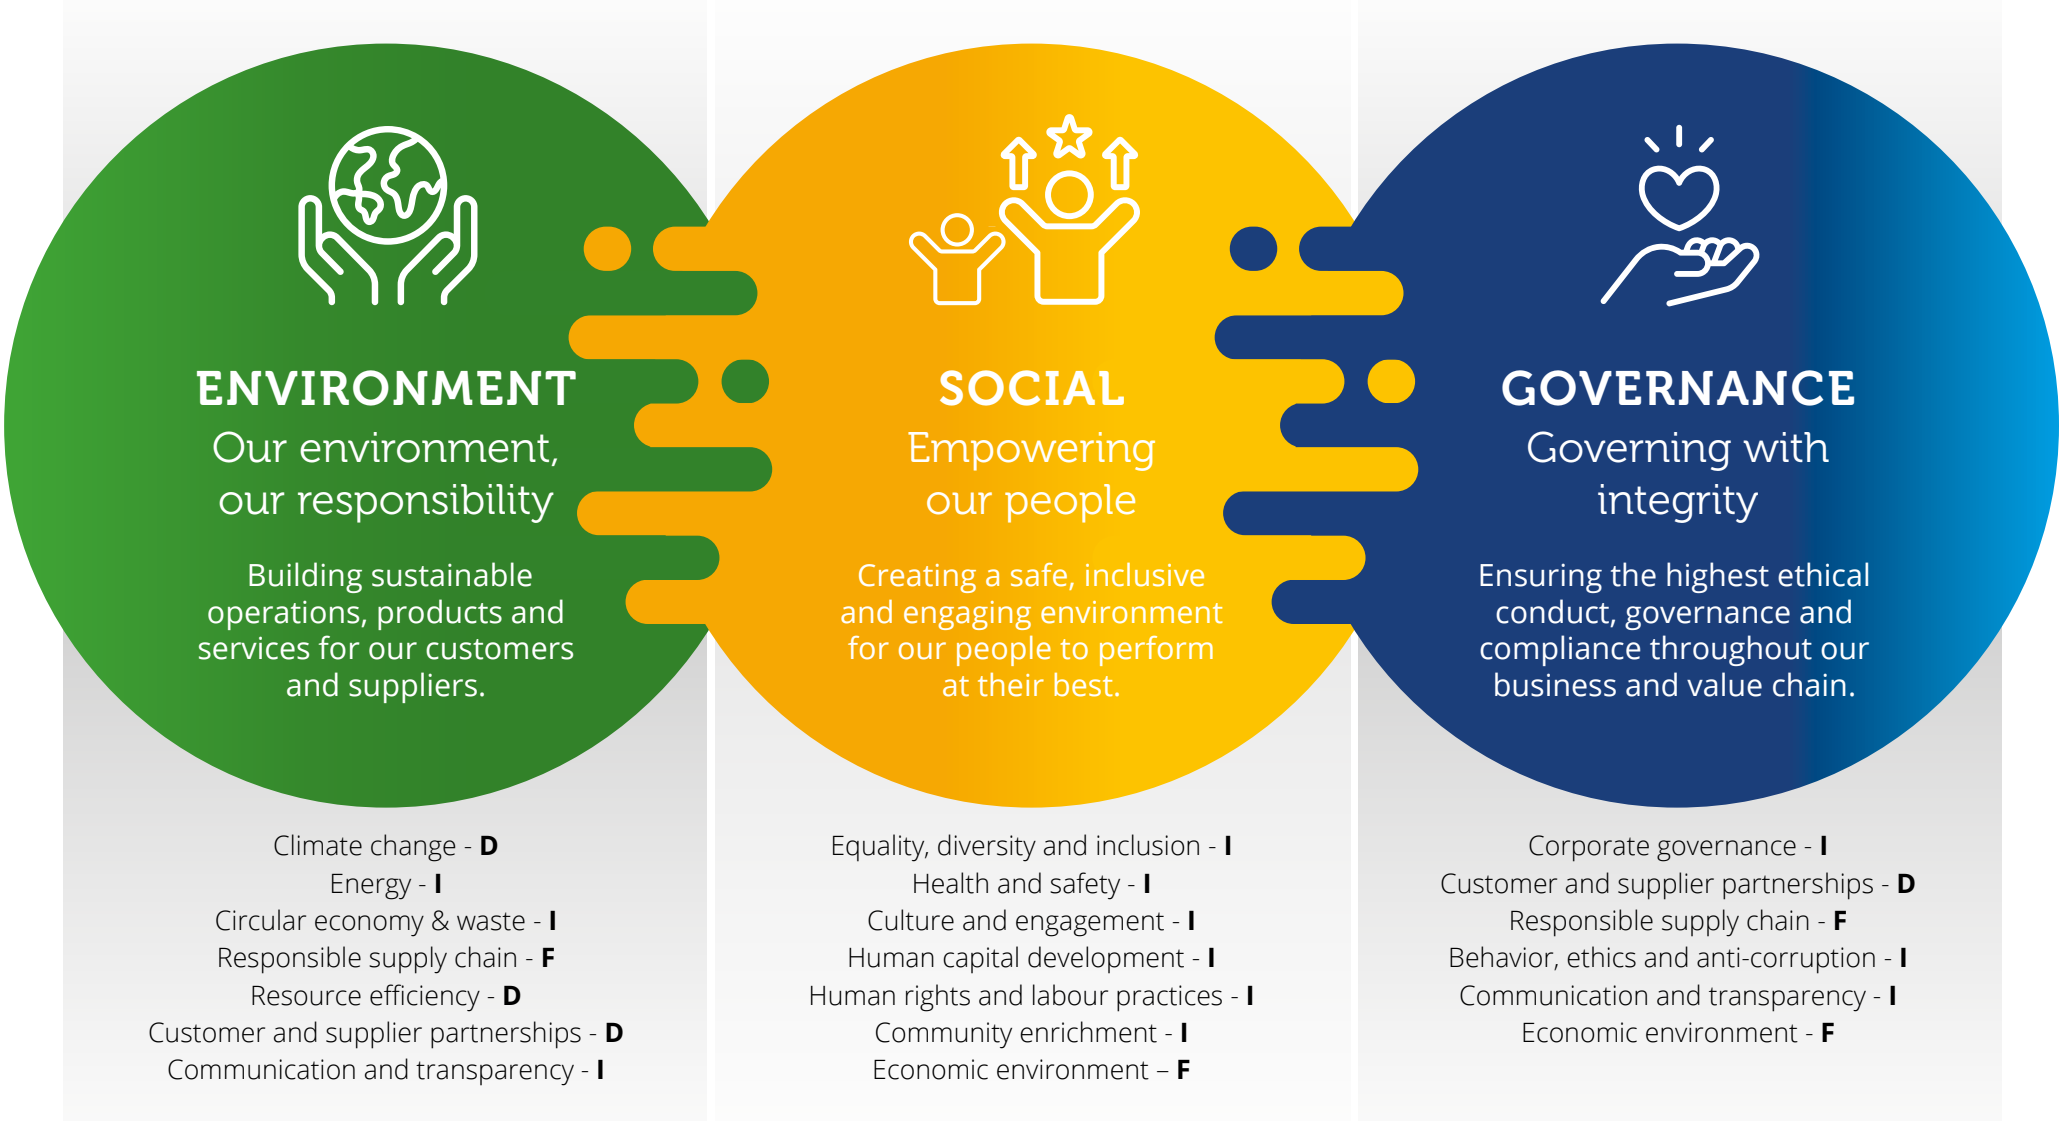 ENVIRONMENT
Our environment,
our responsibility
Building sustainable
operations, products and
services for our customers
and suppliers.
Climate change - D
Energy - I
Circular economy & waste - I
Responsible supply chain - F
Resource efficiency - D
Customer and supplier partnerships - D
Communication and transparency - I
SOCIAL
Empowering
our people
Creating a safe, inclusive
and engaging environment
for our people to perform
at their best.
Equality, diversity and inclusion - I
Health and safety - I
Culture and engagement - I
Human capital development - I
Human rights and labour practices - I
Community enrichment - I
Economic environment – F
GOVERNANCE
Governing with
integrity
Ensuring the highest ethical
conduct, governance and
compliance throughout our
business and value chain.
Corporate governance - I
Customer and supplier partnerships - D
Responsible supply chain - F
Behavior, ethics and anti-corruption - I
Communication and transparency - I
Economic environment - F